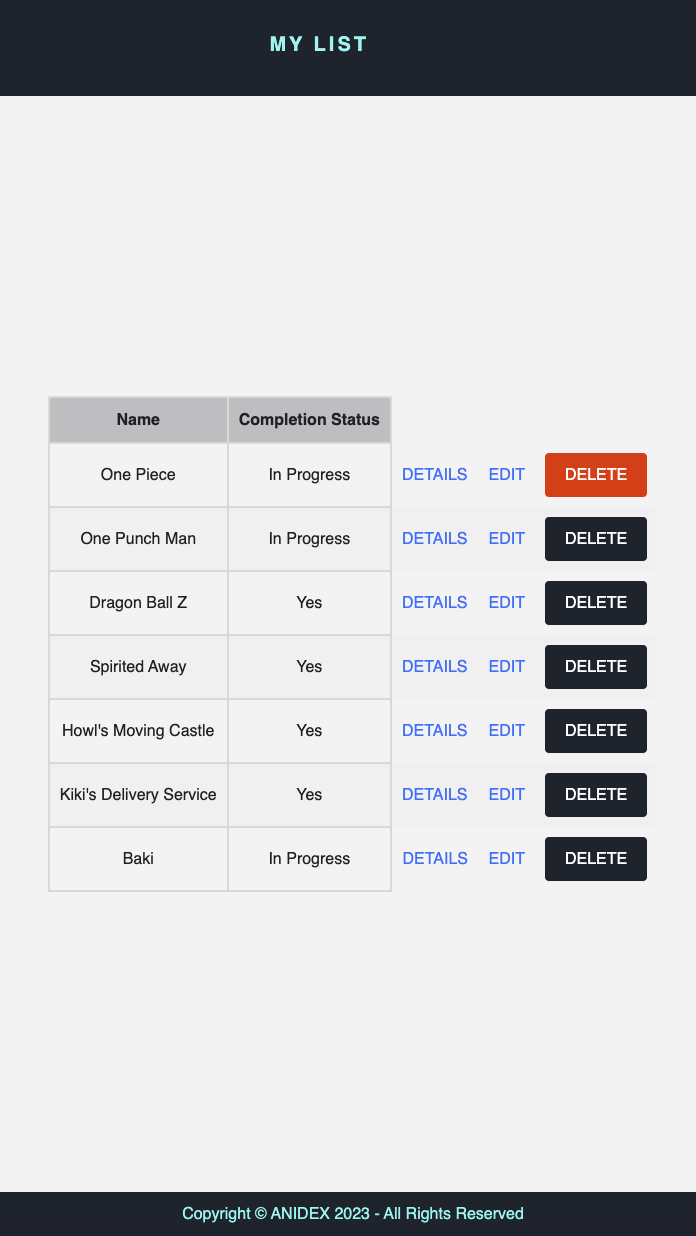 MY LIST
Name Completion Status
One Piece In Progress DETAILS EDIT DELETE
One Punch Man In Progress DETAILS EDIT DELETE
Dragon Ball Z Yes DETAILS EDIT DELETE
Spirited Away Yes DETAILS EDIT DELETE
Howl's Moving Castle Yes DETAILS EDIT DELETE
Kiki's Delivery Service Yes DETAILS EDIT DELETE
Baki In Progress DETAILS EDIT DELETE
Copyright © ANIDEX 2023 - All Rights Reserved